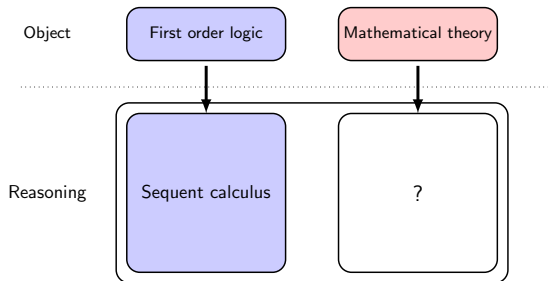 Object
First order logic
Mathematical theory
Reasoning
Sequent calculus
?